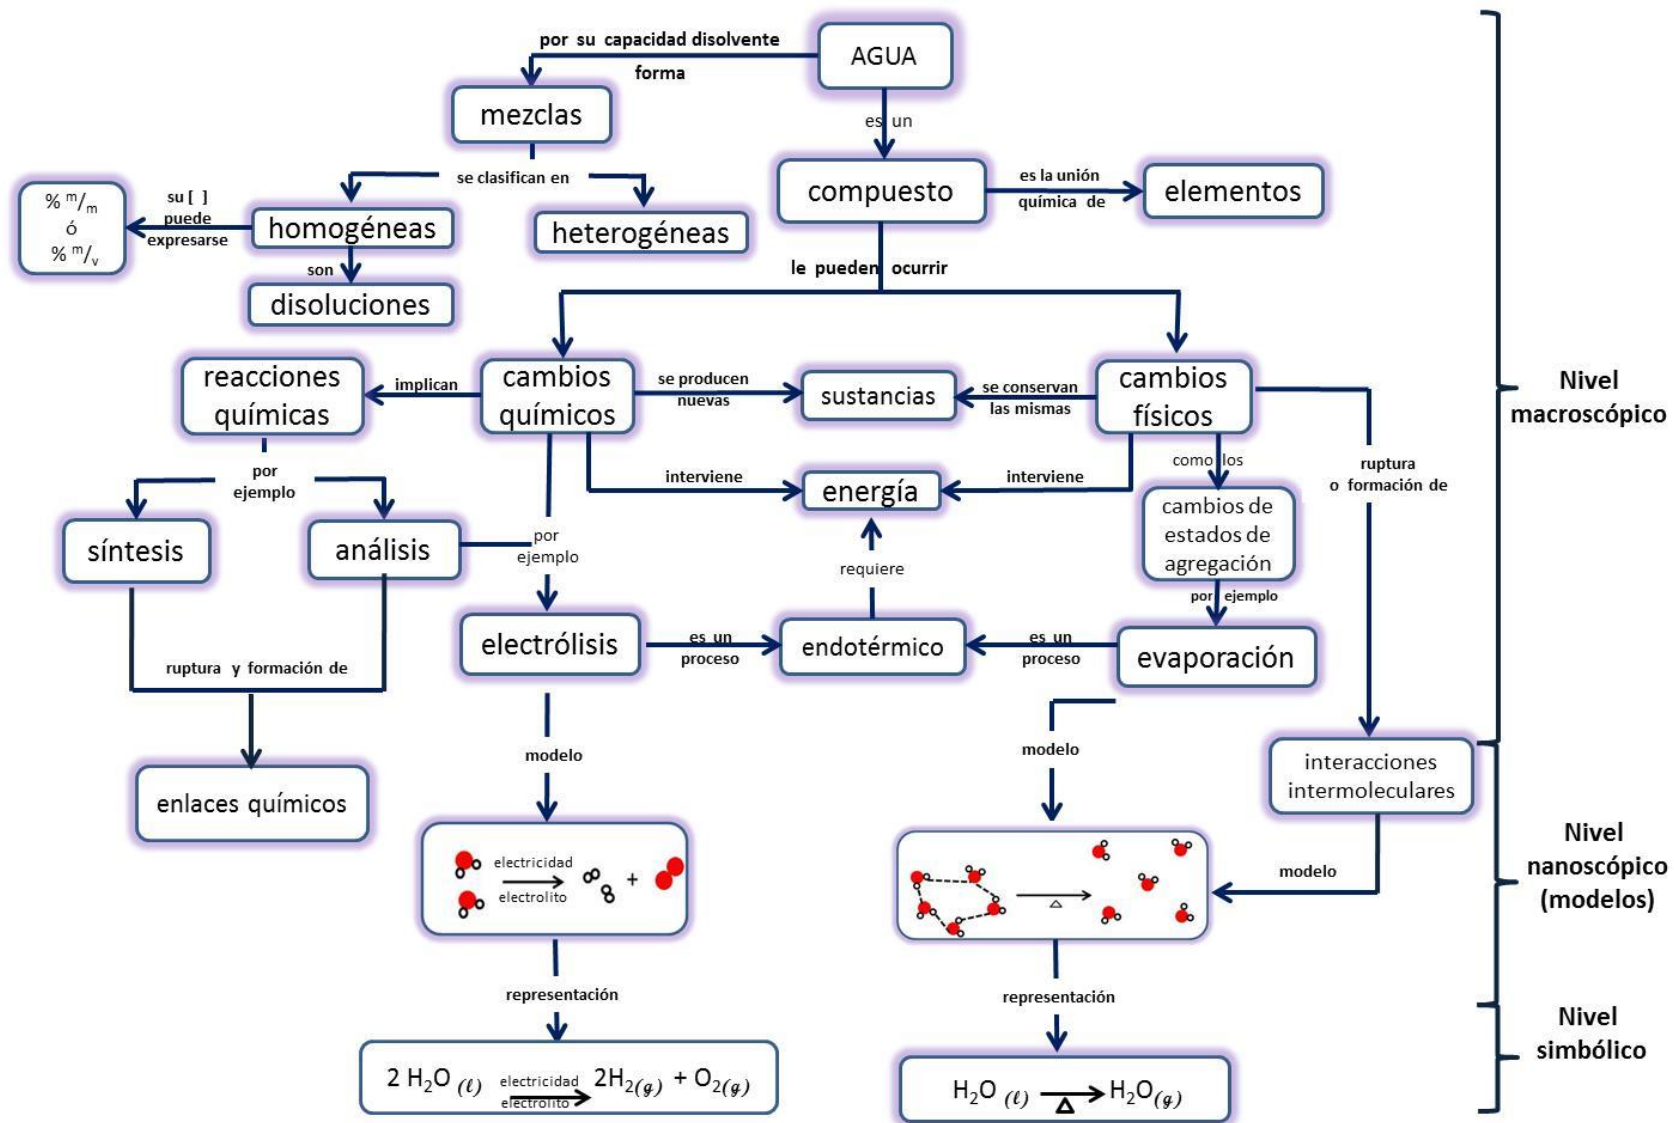 AGUA
por su capacidad disolvente
forma
mezclas
es un
se clasifican en
compuesto
es la unión
química de
elementos
% m/m
ó
% m/v
su [ ]
puede
expresarse
homogéneas
heterogéneas
son
disoluciones
le pueden ocurrir
reacciones
químicas
implican
cambios
químicos
se producen
nuevas
sustancias
se conservan
las mismas
cambios
físicos
Nivel
macroscópico
por
ejemplo
interviene
energía
interviene
como los
ruptura
o formación de
síntesis
análisis
por
ejemplo
requiere
cambios de
estados de
agregación
por ejemplo
electrólisis
es un
proceso
endotérmico
es un
proceso
evaporación
ruptura y formación de
modelo
modelo
interacciones
intermoleculares
enlaces químicos
electricidad
+
electrolito
Δ
modelo
Nivel
nanoscópico
(modelos)
representación
representación
Nivel
simbólico
2 H₂O (ℓ) electricidad electrolito 2H₂(g) + O₂(g)
H₂O (ℓ) Δ H₂O(g)